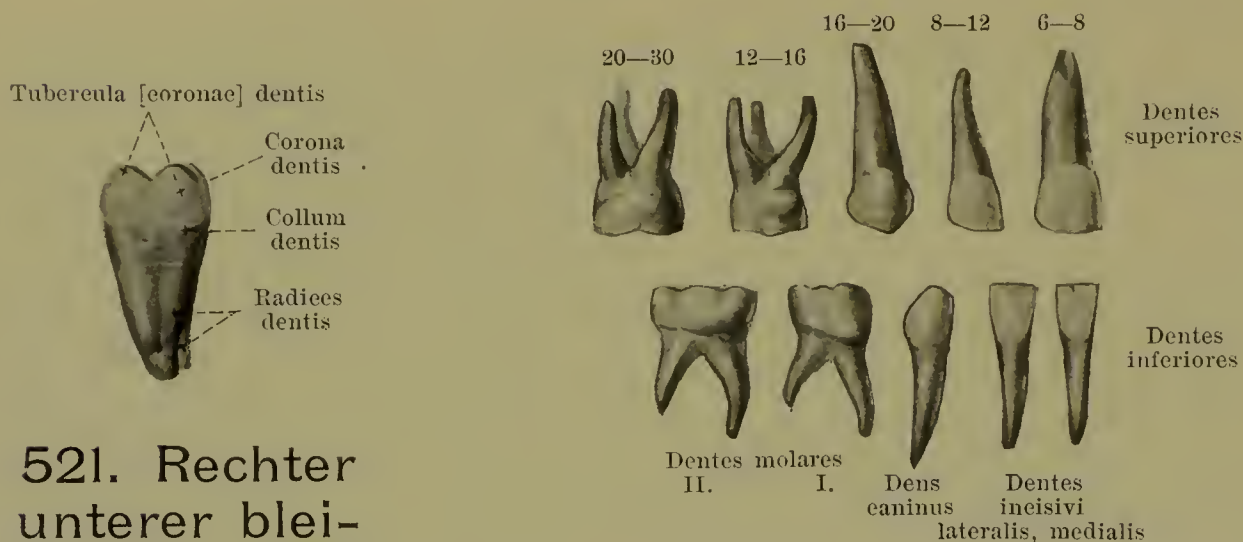 Tubercula [coronae] dentis
Corona
dentis
Collum
dentis
Radices
dentis
521. Rechter
unterer blei-
20—30
12—16
16—20
8—12
6—8
Dentes
superiores
Dentes
inferiores
Dentes molares
II. I.
Dens
caninus
Dentes
incisivi
lateralis, medialis